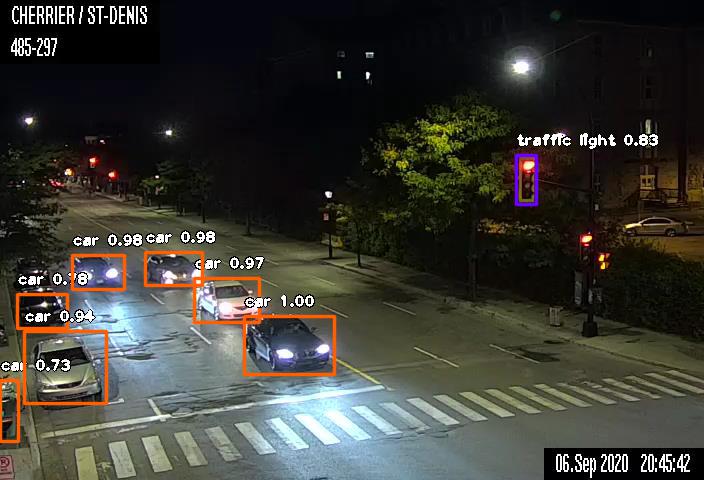 CHERRIER / ST-DENIS
485-297
traffic light 0.83
car 0.98
car 0.98
car 0.97
car 0.78
car 1.00
car 0.94
car 0.73
06.Sep 2020 20:45:42